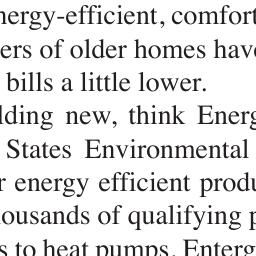 nergy-efficient, comfort
ers of older homes have
bills a little lower.
lding new, think Energ
States Environmental
r energy efficient produ
ousands of qualifying p
s to heat pumps. Enterg